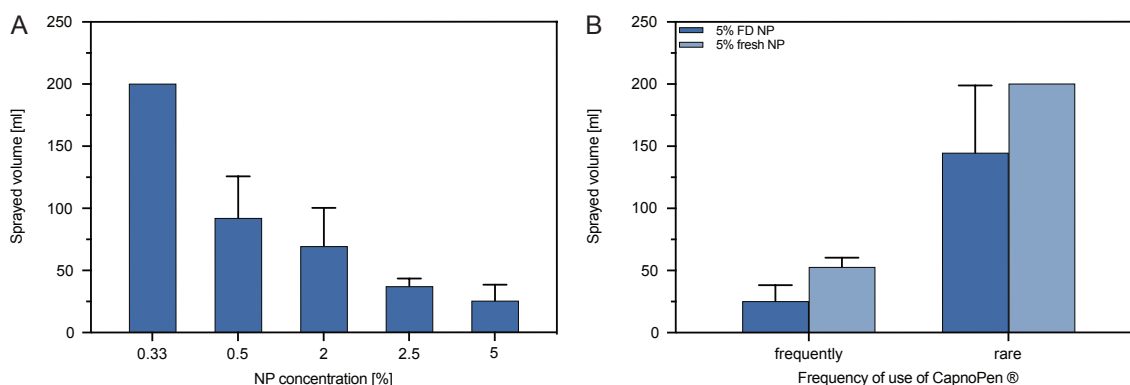 A
250
200
150
100
50
0
Sprayed volume [ml]
0.33 0.5 2 2.5 5
NP concentration [%]
B
5% FD NP
5% fresh NP
250
200
150
100
50
0
Sprayed volume [ml]
frequently rare
Frequency of use of CapnoPen ®